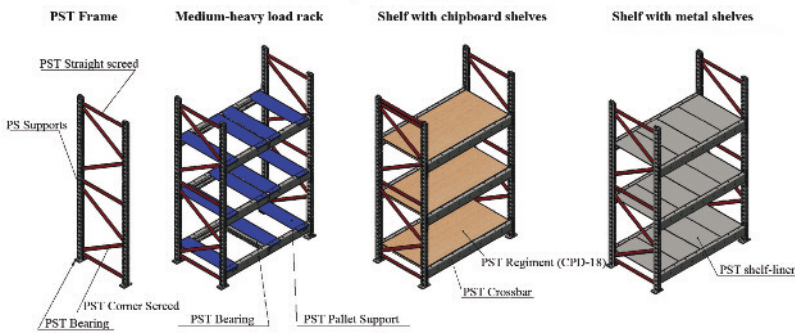 PST Frame
Medium-heavy load rack
Shelf with chipboard shelves
Shelf with metal shelves
PST Straight screed
PS Supports
PST Regiment (CPD-18)
PST shelf-liner
PST Crossbar
PST Corner Screed
PST Bearing
PST Bearing
PST Pallet Support